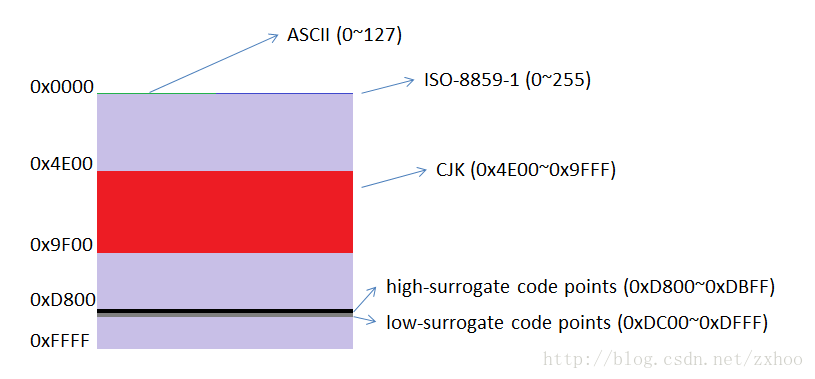 ASCII (0~127)
ISO-8859-1 (0~255)
0x0000
0x4E00
CJK (0x4E00~0x9FFF)
0x9F00
0xD800
high-surrogate code points (0xD800~0xDBFF)
low-surrogate code points (0xDC00~0xDFFF)
0xFFFF
http://blog.csdn.net/zxhoo